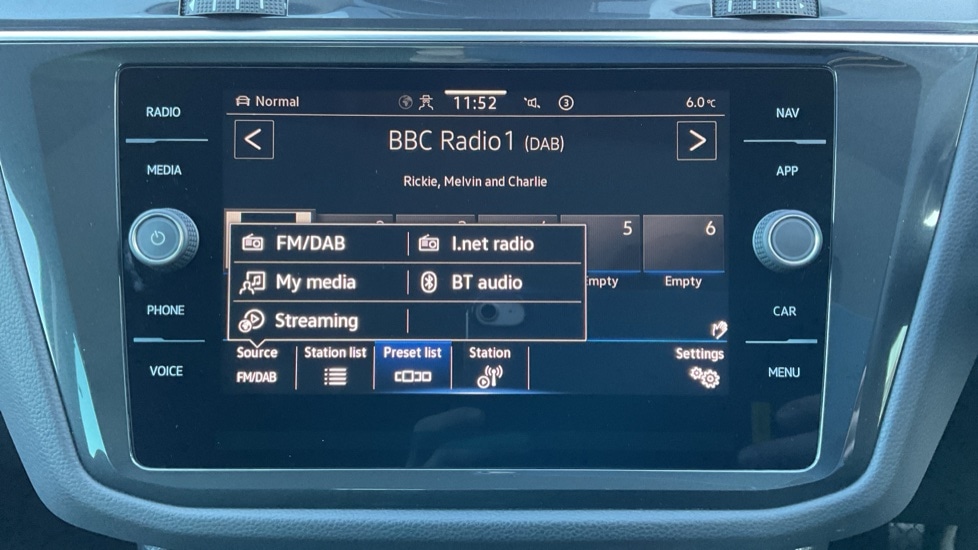 RADIO
MEDIA
PHONE
VOICE
Normal
11:52
3
6.0°C
BBC Radio 1 (DAB)
Rickie, Melvin and Charlie
5
6
Empty
FM/DAB
I.net radio
My media
BT audio
Streaming
Source
FM/DAB
Station list
Preset list
Station
Settings
NAV
APP
CAR
MENU